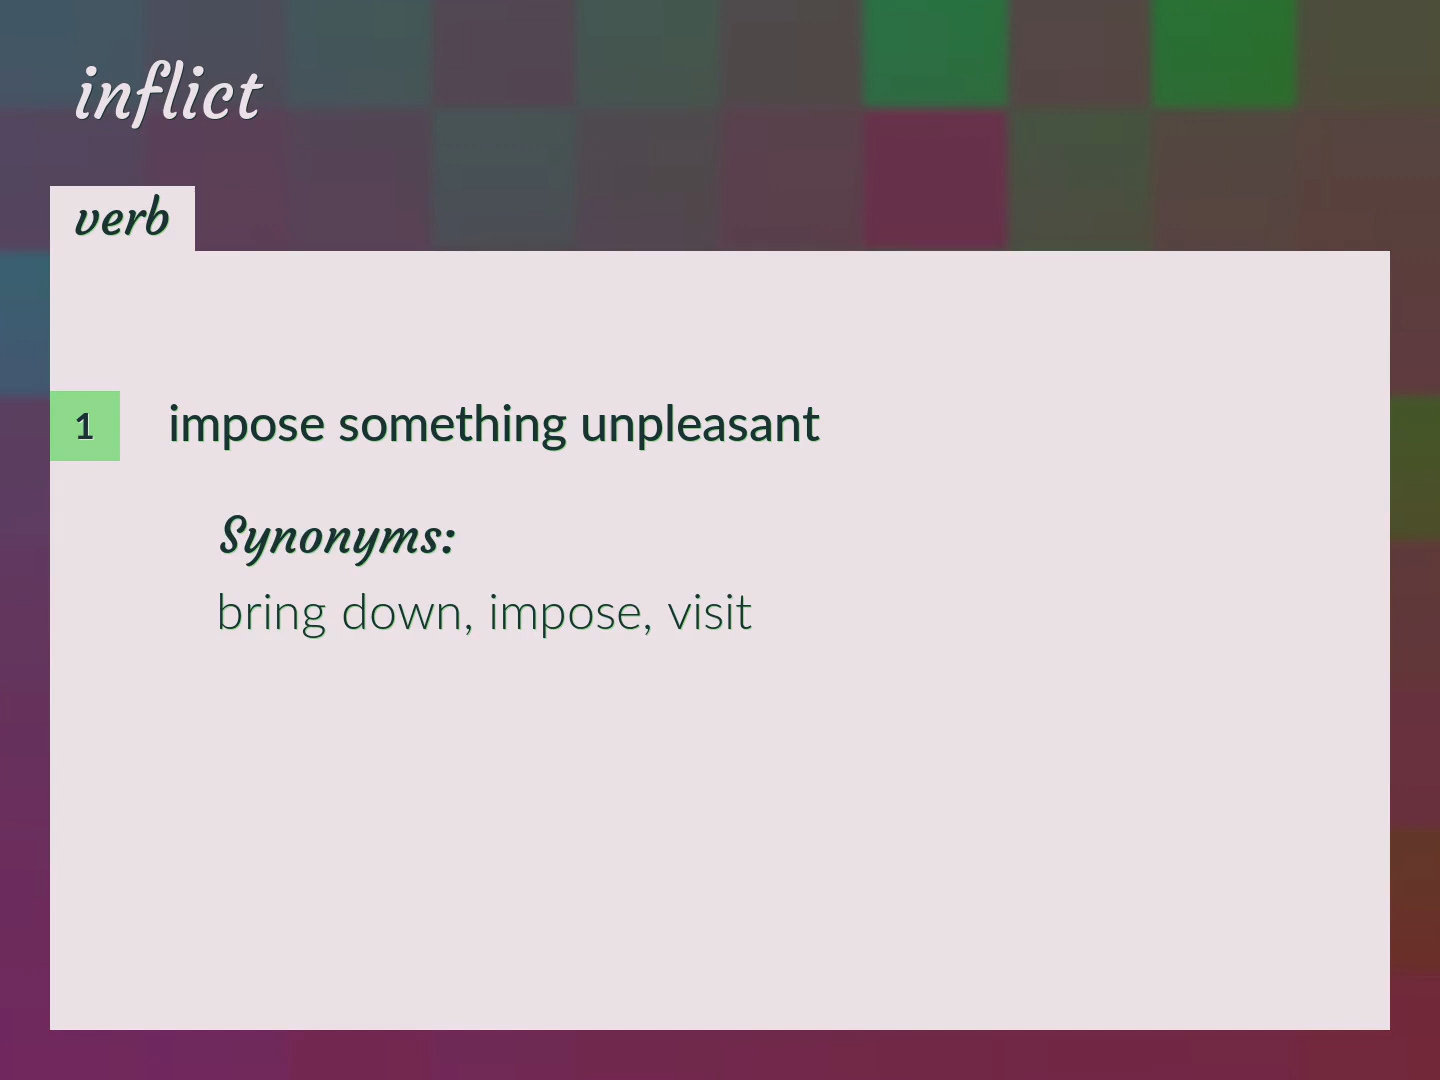 inflict
verb
1 impose something unpleasant
Synonyms:
bring down, impose, visit